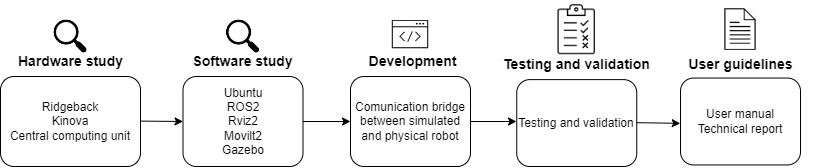 Hardware study
Software study
Development
Testing and validation
User guidelines
Ridgeback
Kinova
Central computing unit
Ubuntu
ROS2
Rviz2
Movilt2
Gazebo
Comunication bridge
between simulated
and physical robot
Testing and validation
User manual
Technical report